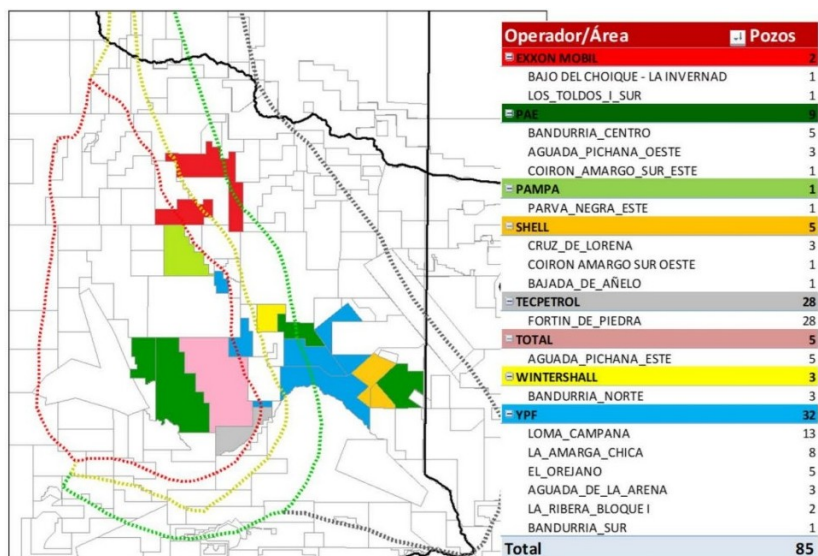 Operador/Área Pozos
EXXON MOBIL 2
BAJO DEL CHOIQUE - LA INVERNAD 1
LOS_TOLDOS_I_SUR 1
PAE 9
BANDURRIA_CENTRO 5
AGUADA_PICHANA_OESTE 3
COIRON_AMARGO_SUR_ESTE 1
PAMPA 1
PARVA_NEGRA_ESTE 1
SHELL 5
CRUZ_DE_LORENA 3
COIRON AMARGO SUR OESTE 1
BAJADA_DE_AÑELO 1
TECPETROL 28
FORTIN_DE_PIEDRA 28
TOTAL 5
AGUADA_PICHANA_ESTE 5
WINTERSHALL 3
BANDURRIA_NORTE 3
YPF 32
LOMA_CAMPANA 13
LA_AMARGA_CHICA 8
EL_OREJANO 5
AGUADA_DE_LA_ARENA 3
LA_RIBERA_BLOQUE I 2
BANDURRIA_SUR 1
Total 85